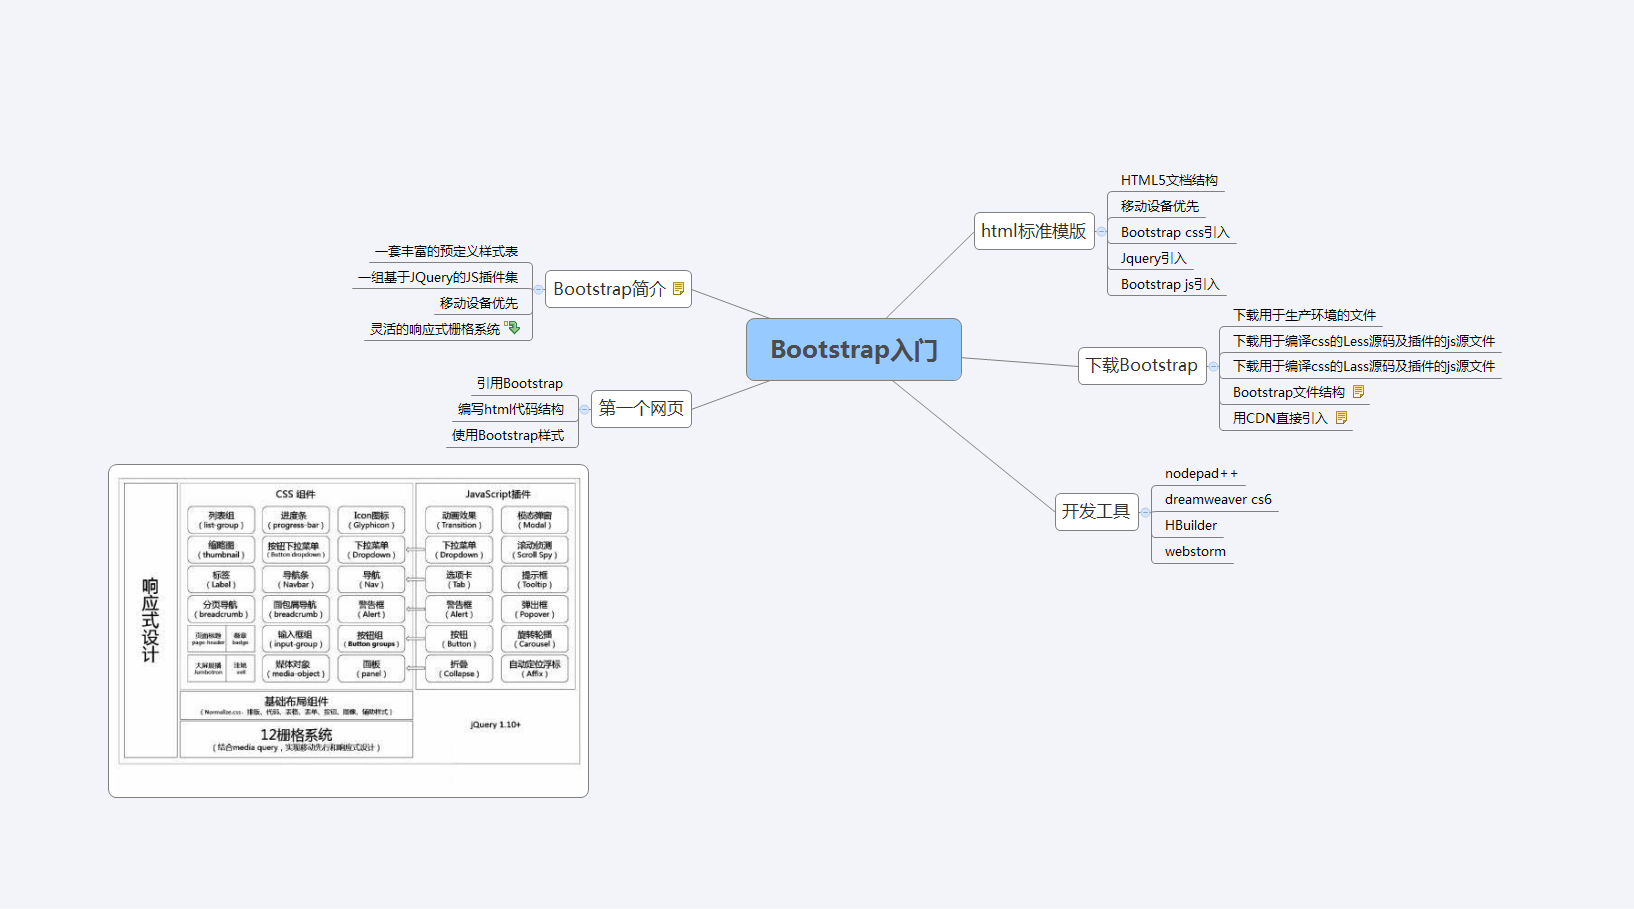 Bootstrap入门
html标准模版
HTML5文档结构
移动设备优先
Bootstrap css引入
Jquery引入
Bootstrap js引入
下载Bootstrap
下载用于生产环境的文件
下载用于编译css的Less源码及插件的js源文件
下载用于编译css的Lass源码及插件的js源文件
Bootstrap文件结构
用CDN直接引入
开发工具
nodepad++
dreamweaver cs6
HBuilder
webstorm
Bootstrap简介
一套丰富的预定义样式表
一组基于JQuery的JS插件集
移动设备优先
灵活的响应式栅格系统
第一个网页
引用Bootstrap
编写html代码结构
使用Bootstrap样式
响应式设计
CSS 组件
列表组
( list-group )
进度条
( progress-bar )
Icon图标
( Glyphicon )
缩略图
( thumbnail )
按钮下拉菜单
( Button dropdown )
下拉菜单
( Dropdown )
标签
( Label )
导航条
( Navbar )
导航
( Nav )
分页导航
( breadcrumb )
面包屑导航
( breadcrumb )
警告框
( Alert )
页面标题
page-header
徽章
badge
输入框组
( input-group )
按钮组
( Button groups )
大屏展播
Jumbotron
洼地
well
媒体对象
( media-object )
面板
( panel )
JavaScript插件
动画效果
( Transition )
模态弹窗
( Modal )
下拉菜单
( Dropdown )
滚动侦测
( Scroll Spy )
选项卡
( Tab )
提示框
( Tooltip )
警告框
( Alert )
弹出框
( Popover )
按钮
( Button )
旋转轮播
( Carousel )
折叠
( Collapse )
自动定位浮标
( Affix )
基础布局组件
( Normalize.css、排版、代码、表格、表单、按钮、图像、辅助样式 )
12栅格系统
( 结合media query，实现移动先行和响应式设计 )
jQuery 1.10+